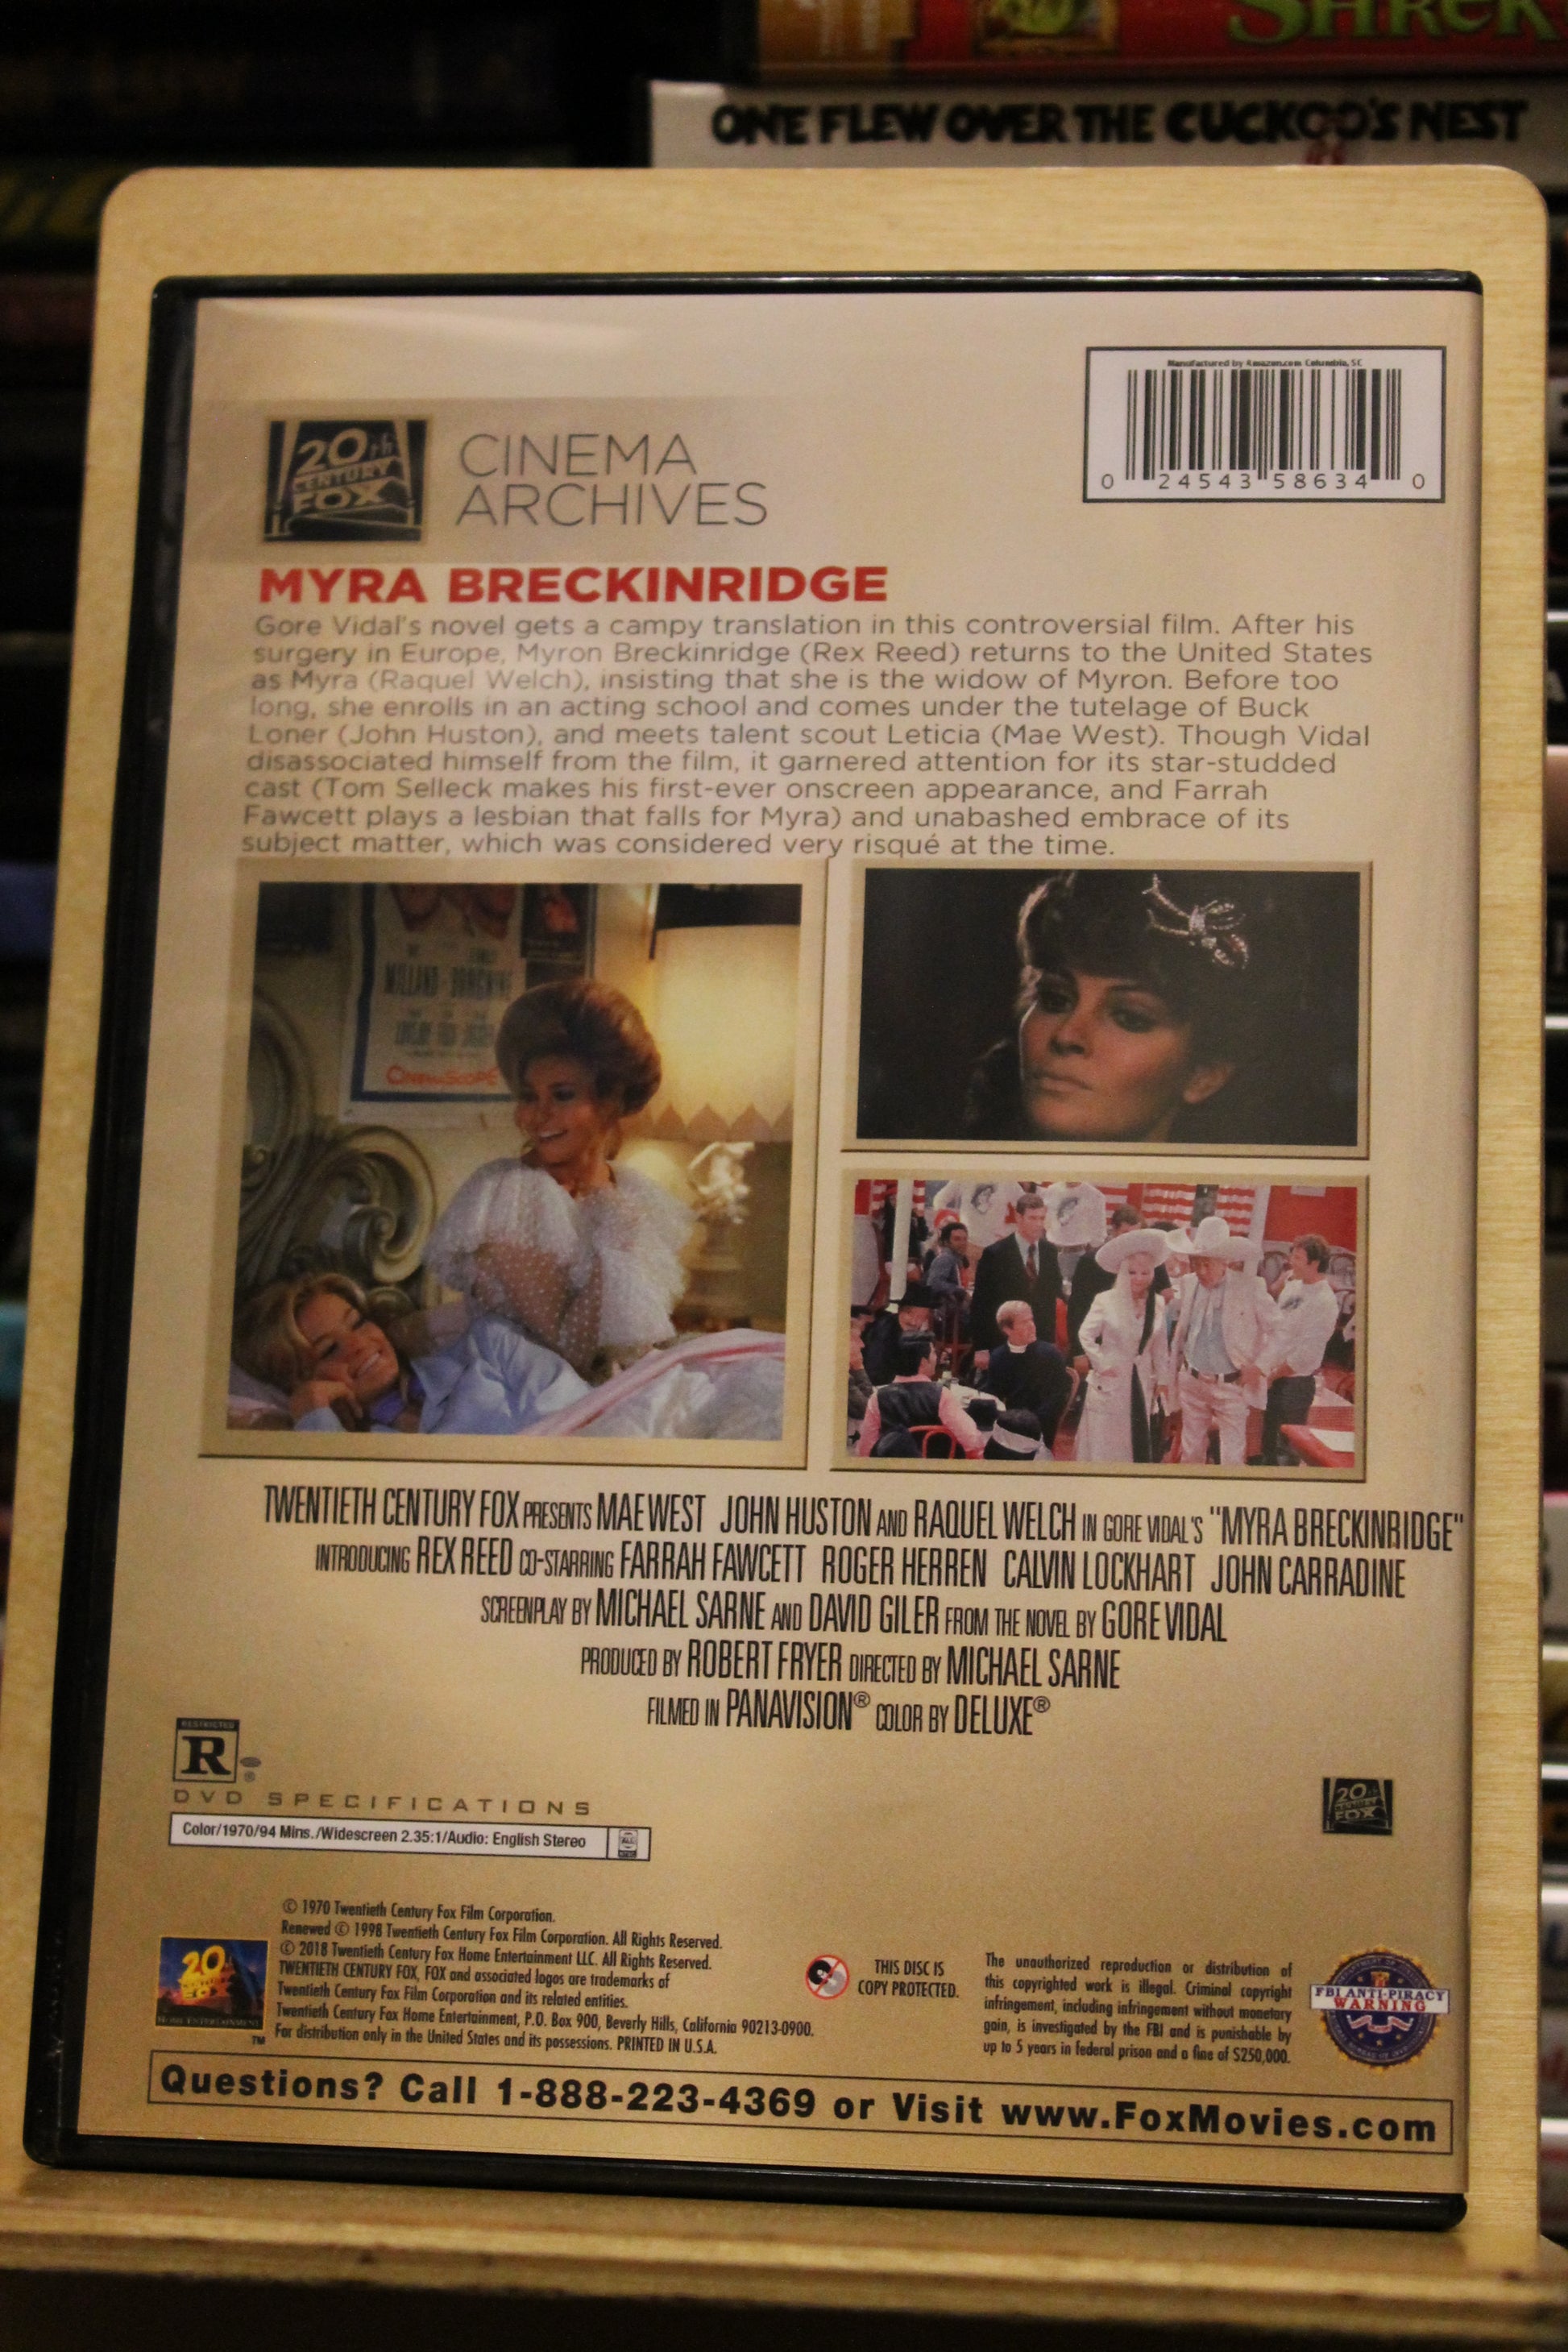 SHREK
ONE FLEW OVER THE CUCKOO'S NEST
Manufactured by Amazon.com Columbia, SC
0 24543 58634 0
20th
CENTURY
FOX
CINEMA
ARCHIVES
MYRA BRECKINRIDGE
Gore Vidal's novel gets a campy translation in this controversial film. After his
surgery in Europe, Myron Breckinridge (Rex Reed) returns to the United States
as Myra (Raquel Welch), insisting that she is the widow of Myron. Before too
long, she enrolls in an acting school and comes under the tutelage of Buck
Loner (John Huston), and meets talent scout Leticia (Mae West). Though Vidal
disassociated himself from the film, it garnered attention for its star-studded
cast (Tom Selleck makes his first-ever onscreen appearance, and Farrah
Fawcett plays a lesbian that falls for Myra) and unabashed embrace of its
subject matter, which was considered very risqué at the time.
MILLAND BORGNINE
CINEMASCOPE
TWENTIETH CENTURY FOX PRESENTS MAE WEST JOHN HUSTON AND RAQUEL WELCH IN GORE VIDAL'S "MYRA BRECKINRIDGE"
INTRODUCING REX REED CO-STARRING FARRAH FAWCETT ROGER HERREN CALVIN LOCKHART JOHN CARRADINE
SCREENPLAY BY MICHAEL SARNE AND DAVID GILER FROM THE NOVEL BY GORE VIDAL
PRODUCED BY ROBERT FRYER DIRECTED BY MICHAEL SARNE
FILMED IN PANAVISION® COLOR BY DELUXE®
RESTRICTED
R
®
DVD SPECIFICATIONS
Color/1970/94 Mins./Widescreen 2.35:1/Audio: English Stereo
ALL
20th
CENTURY
FOX
© 1970 Twentieth Century Fox Film Corporation.
Renewed © 1998 Twentieth Century Fox Film Corporation. All Rights Reserved.
© 2018 Twentieth Century Fox Home Entertainment LLC. All Rights Reserved.
TWENTIETH CENTURY FOX, FOX and associated logos are trademarks of
Twentieth Century Fox Film Corporation and its related entities.
Twentieth Century Fox Home Entertainment, P.O. Box 900, Beverly Hills, California 90213-0900.
For distribution only in the United States and its possessions. PRINTED IN U.S.A.
20
FOX
HOME ENTERTAINMENT
TM
THIS DISC IS
COPY PROTECTED.
The unauthorized reproduction or distribution of
this copyrighted work is illegal. Criminal copyright
infringement, including infringement without monetary
gain, is investigated by the FBI and is punishable by
up to 5 years in federal prison and a fine of $250,000.
FBI ANTI-PIRACY
WARNING
Questions? Call 1-888-223-4369 or Visit www.FoxMovies.com